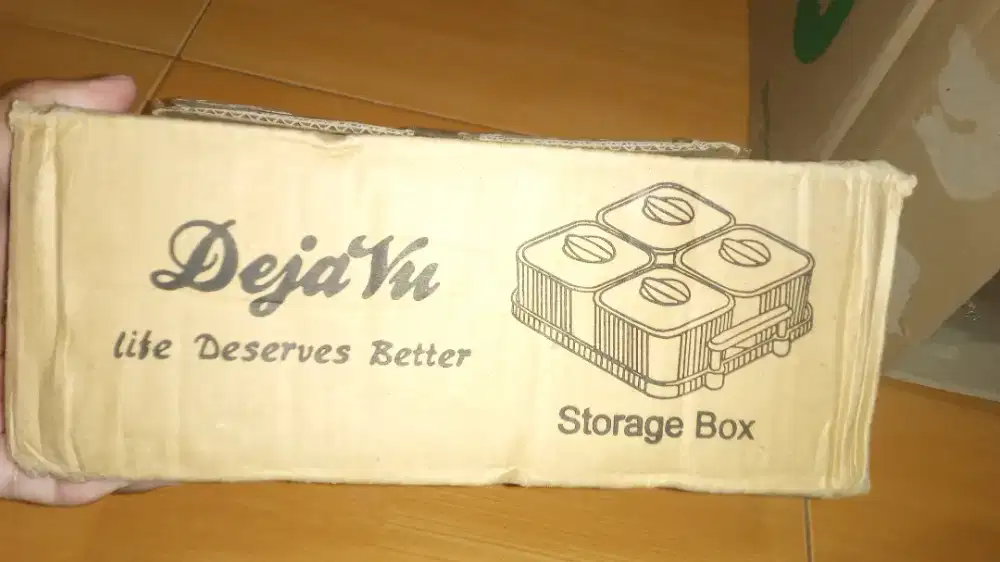 DejaVu
life Deserves Better
Storage Box